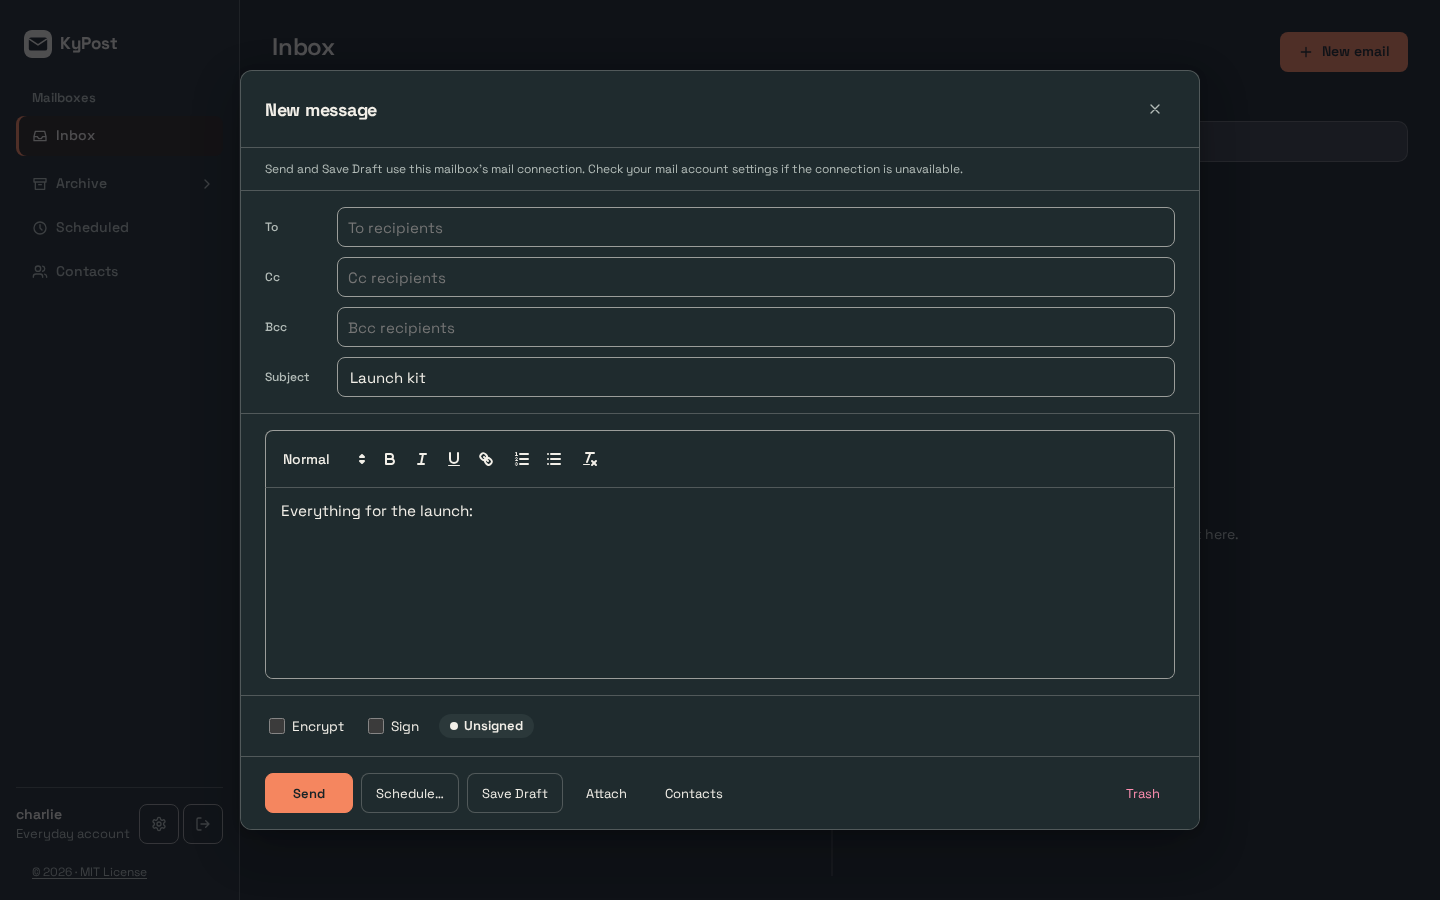 KyPost
Mailboxes
Inbox
Archive
Scheduled
Contacts
charlie
Everyday account
© 2026 · MIT License
Inbox
New email
here.
New message
Send and Save Draft use this mailbox's mail connection. Check your mail account settings if the connection is unavailable.
To
To recipients
Cc
Cc recipients
Bcc
Bcc recipients
Subject
Launch kit
Normal
Everything for the launch:
Encrypt
Sign
Unsigned
Send
Schedule...
Save Draft
Attach
Contacts
Trash